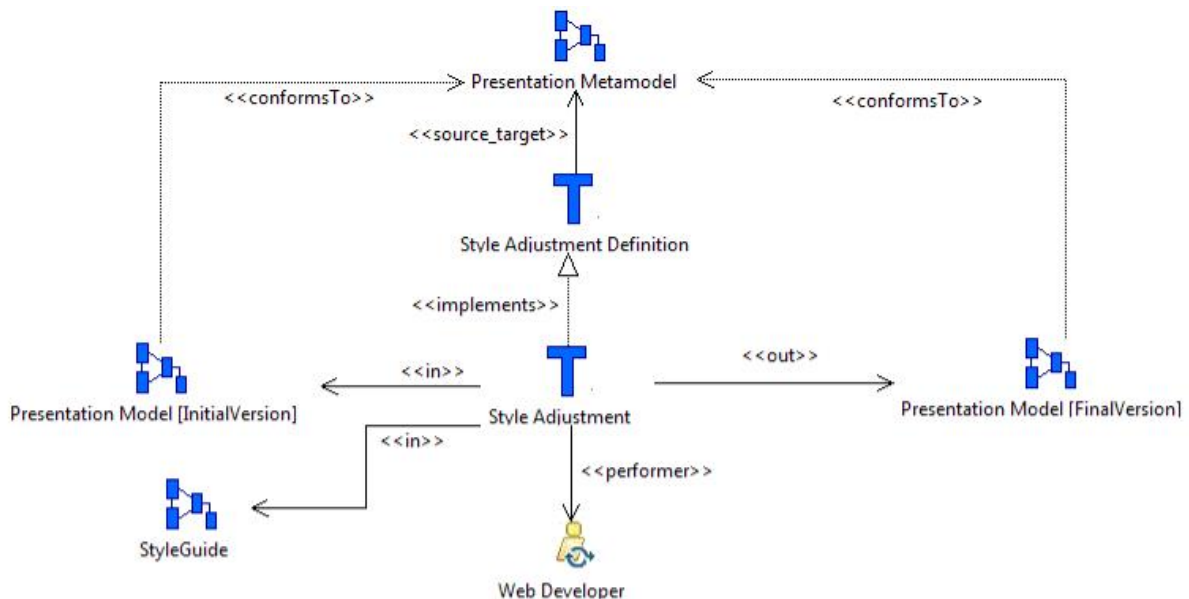 Presentation Metamodel
<<conformsTo>>
<<conformsTo>>
<<source_target>>
Style Adjustment Definition
<<implements>>
<<in>>
<<out>>
Presentation Model [InitialVersion]
Style Adjustment
Presentation Model [FinalVersion]
<<in>>
<<performer>>
StyleGuide
Web Developer